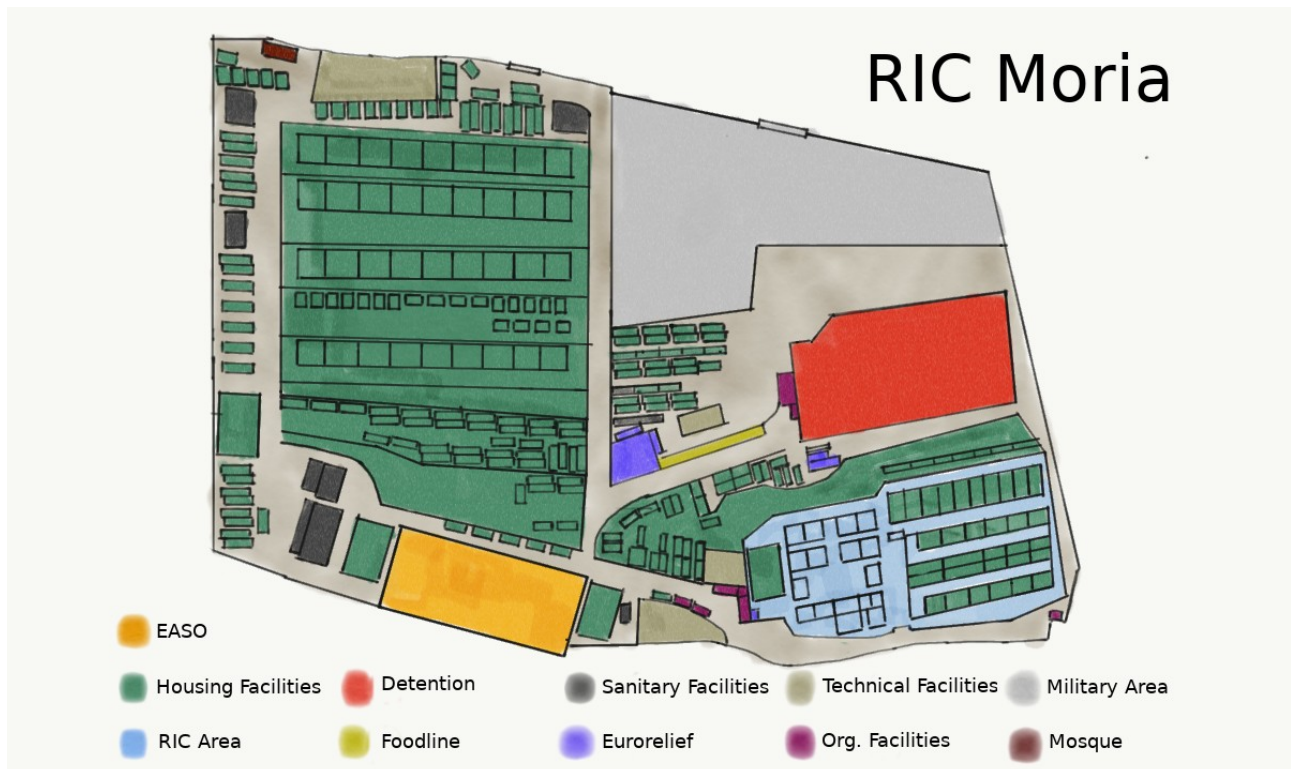 RIC Moria
EASO
Housing Facilities
Detention
Sanitary Facilities
Technical Facilities
Military Area
RIC Area
Foodline
Eurorelief
Org. Facilities
Mosque